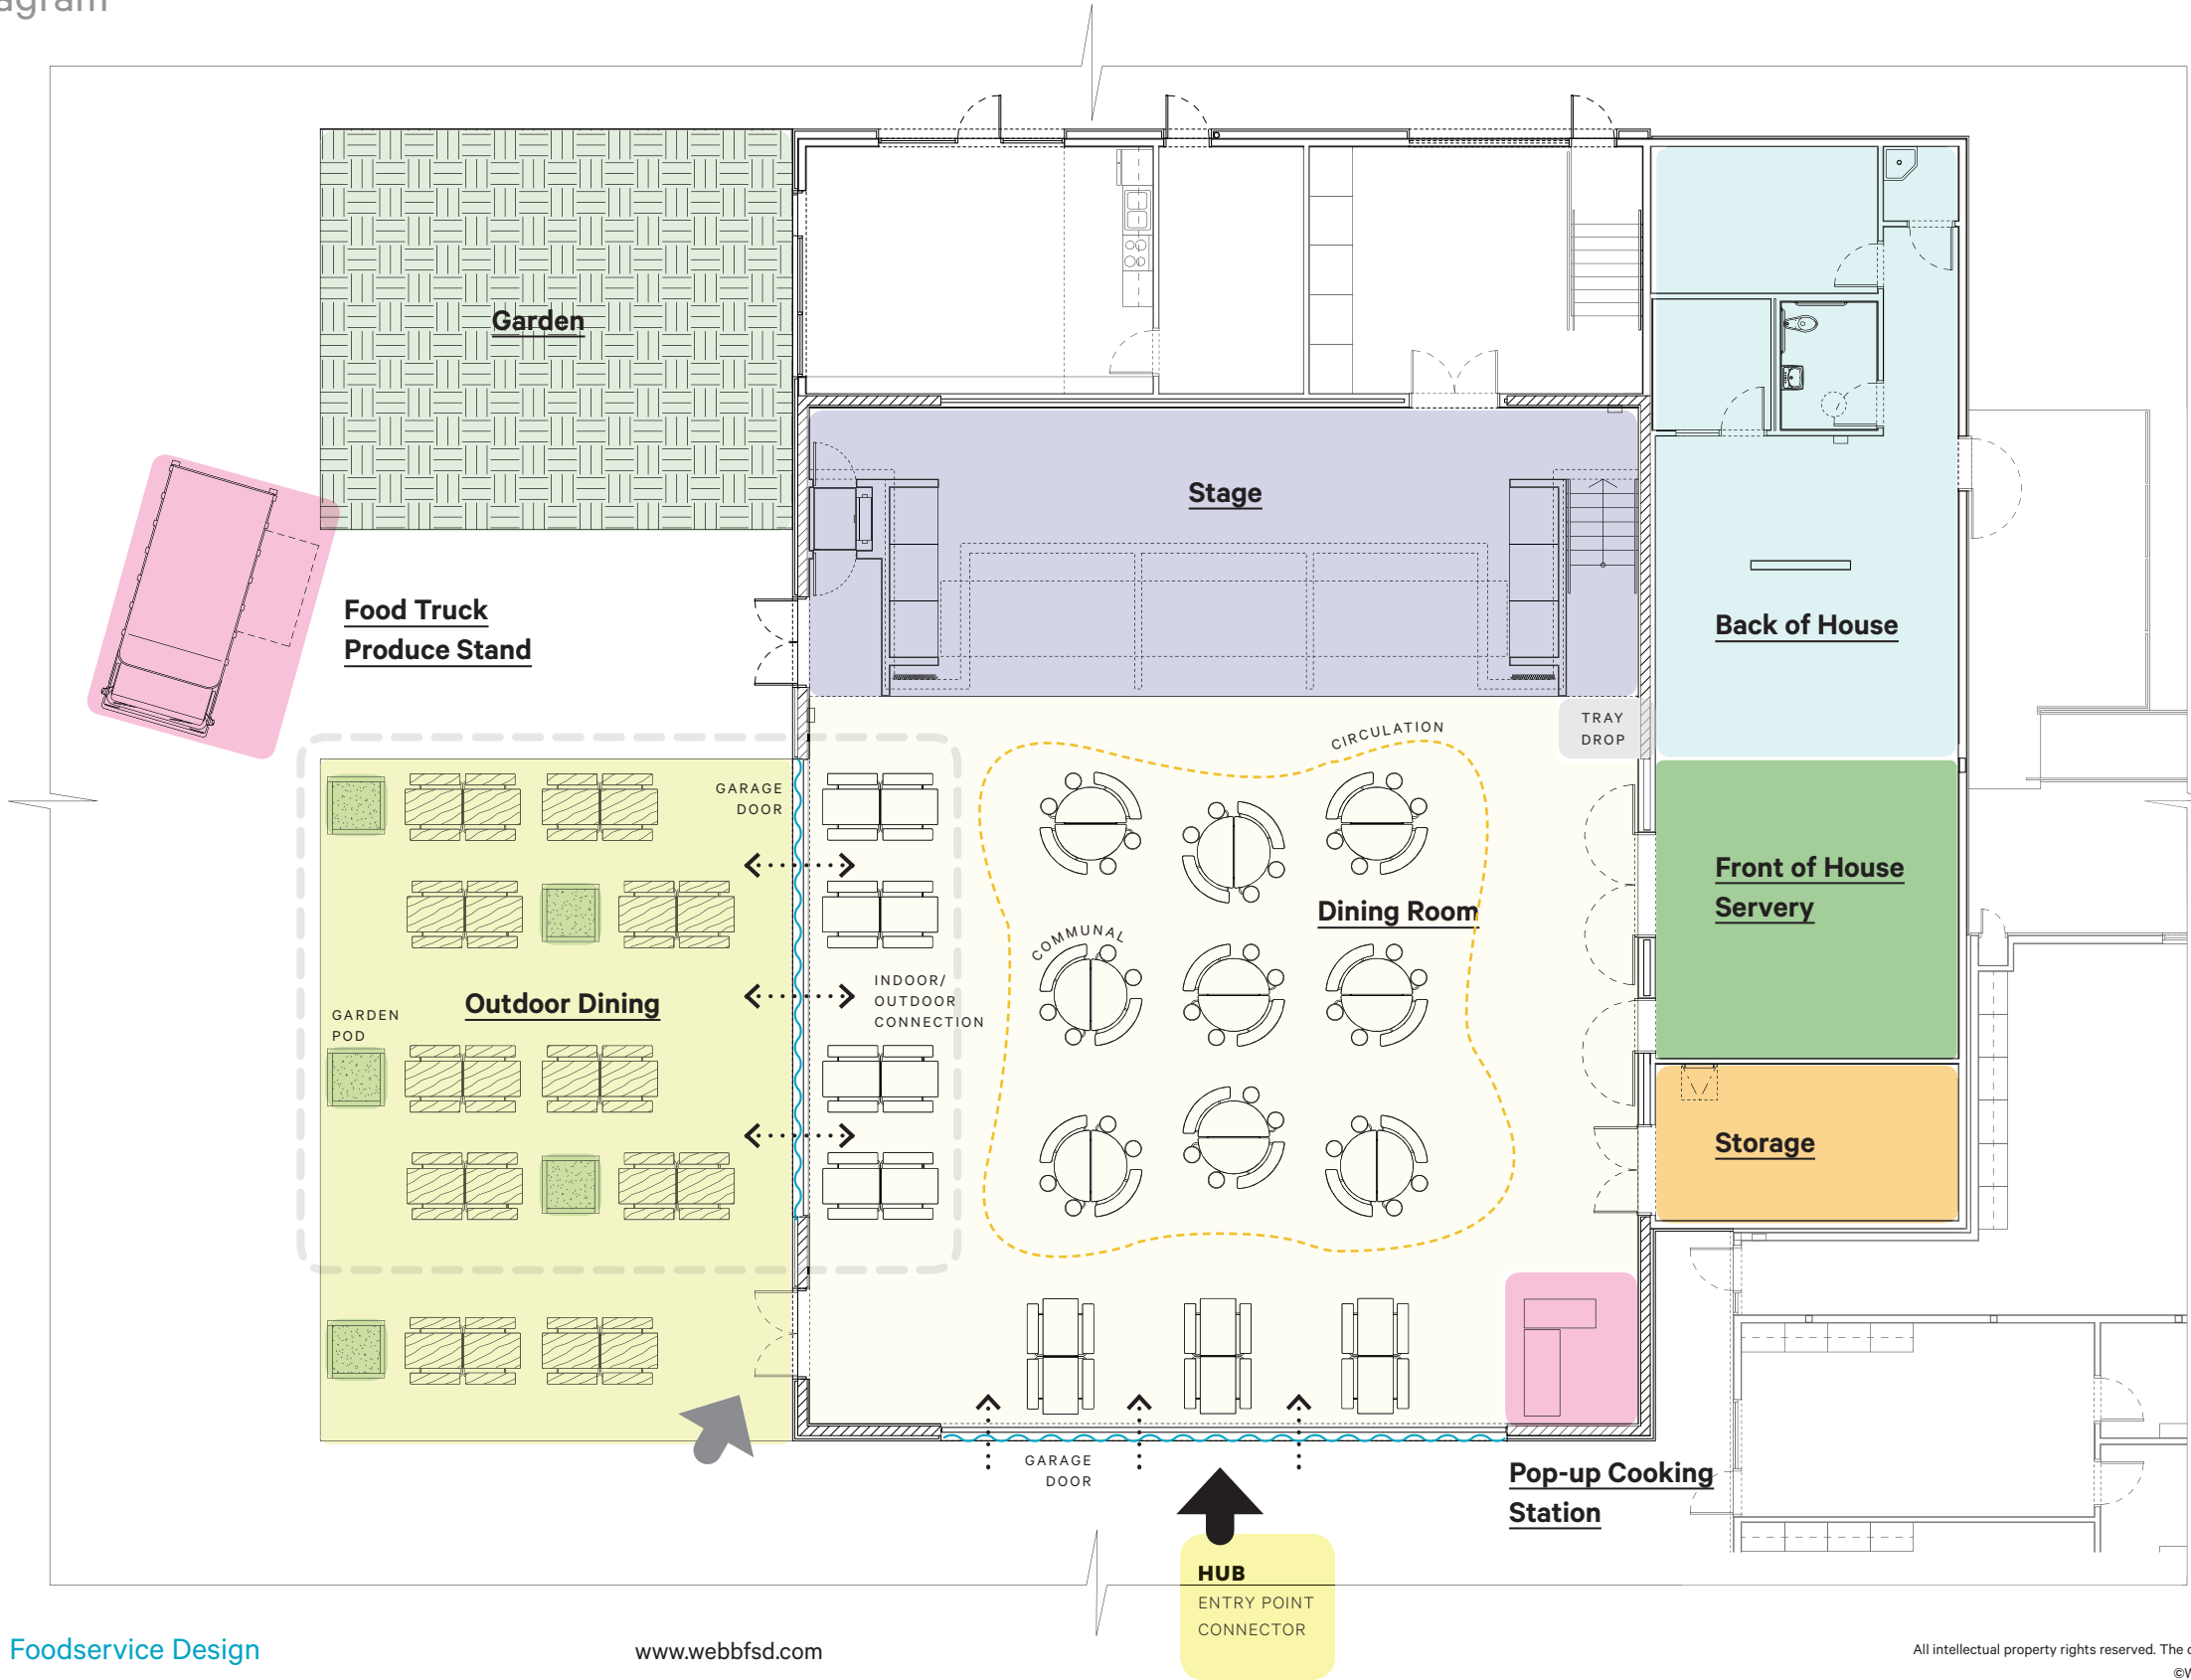 Garden
Stage
Food Truck
Produce Stand
Back of House
TRAY
DROP
CIRCULATION
GARAGE
DOOR
Front of House
Servery
Dining Room
COMMUNAL
INDOOR/
OUTDOOR
CONNECTION
Outdoor Dining
GARDEN
POD
Storage
GARAGE
DOOR
Pop-up Cooking
Station
HUB
ENTRY POINT
CONNECTOR
Foodservice Design
www.webbfsd.com
All intellectual property rights reserved. The